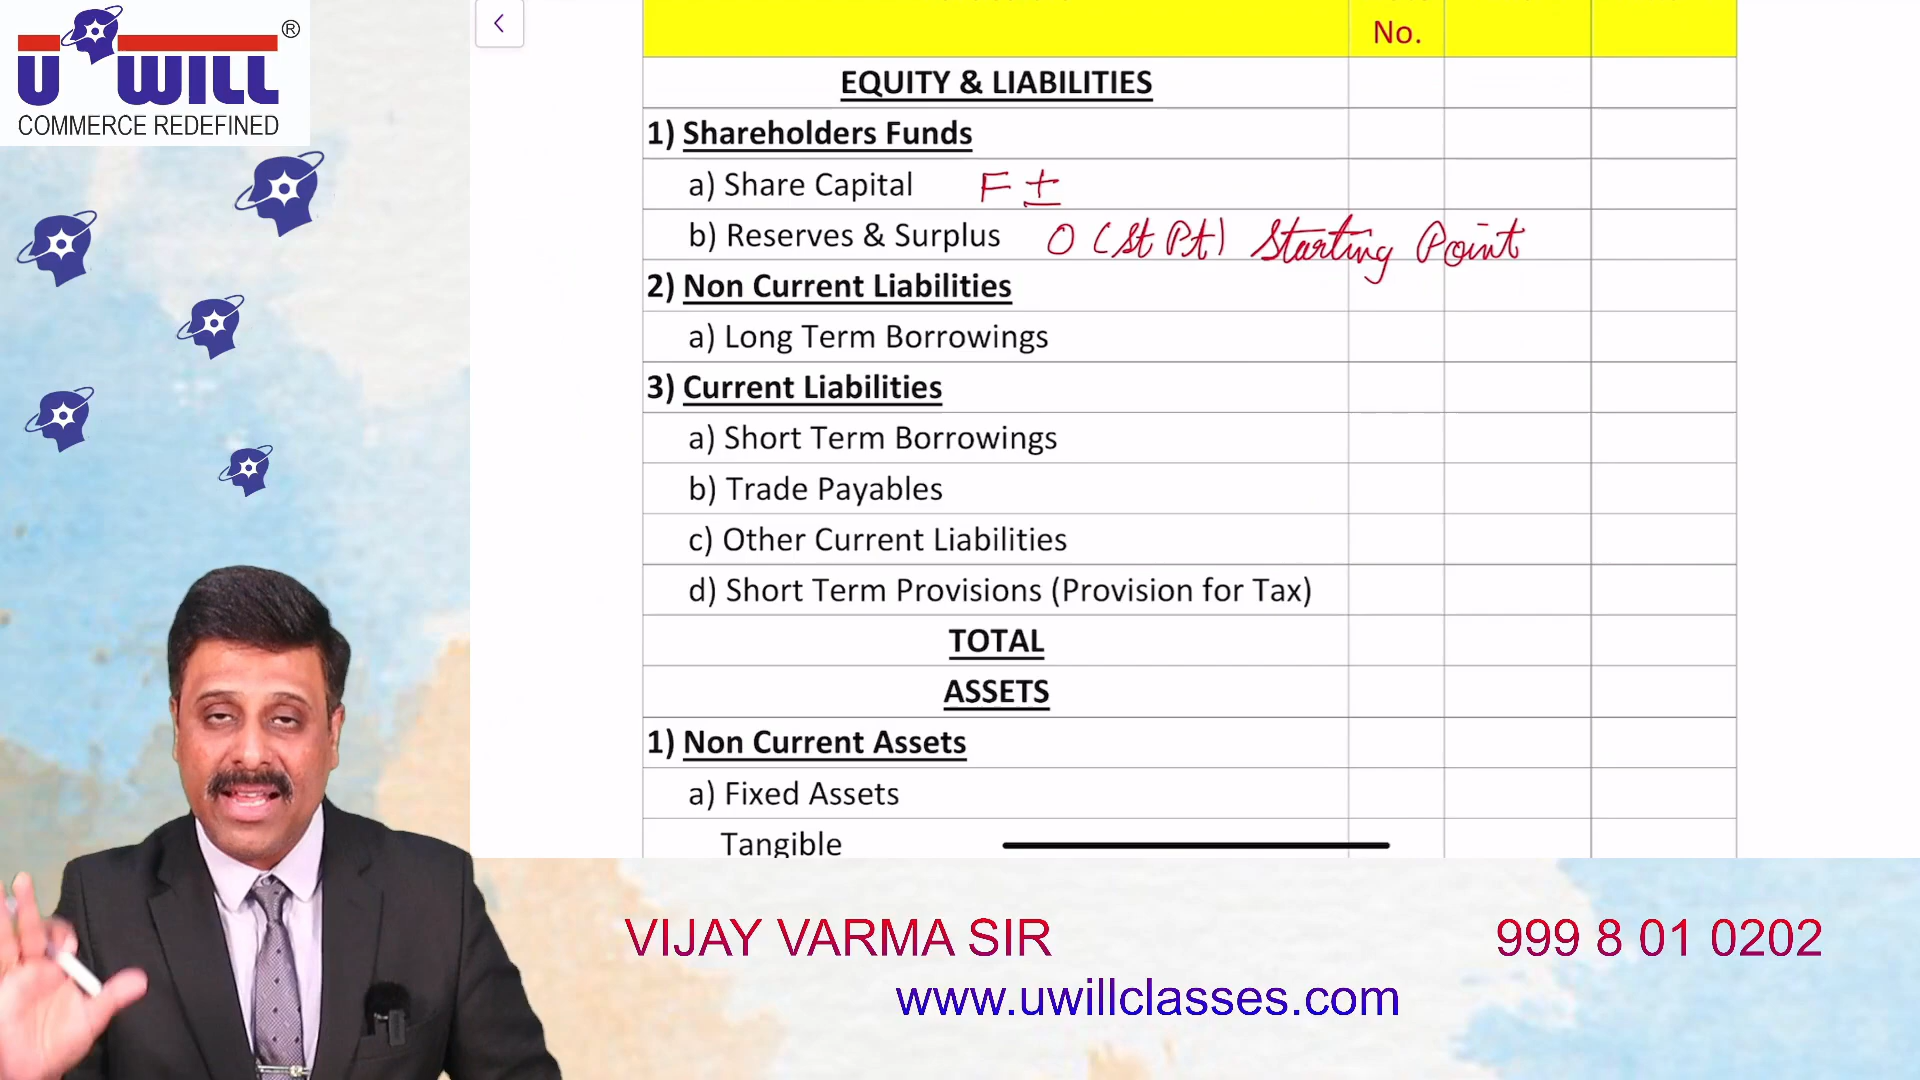 U WILL ®
COMMERCE REDEFINED
No.
EQUITY & LIABILITIES
1) Shareholders Funds
a) Share Capital F ±
b) Reserves & Surplus O (St Pt) Starting Point
2) Non Current Liabilities
a) Long Term Borrowings
3) Current Liabilities
a) Short Term Borrowings
b) Trade Payables
c) Other Current Liabilities
d) Short Term Provisions (Provision for Tax)
TOTAL
ASSETS
1) Non Current Assets
a) Fixed Assets
Tangible
VIJAY VARMA SIR 999 8 01 0202
www.uwillclasses.com